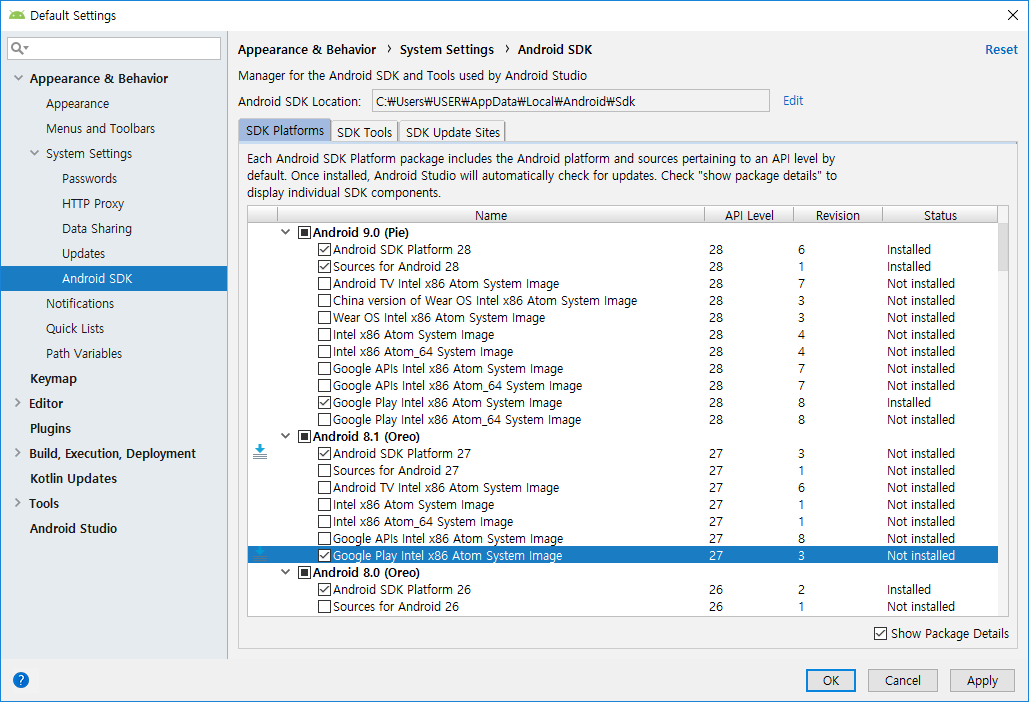 Default Settings
Appearance & Behavior
Appearance
Menus and Toolbars
System Settings
Passwords
HTTP Proxy
Data Sharing
Updates
Android SDK
Notifications
Quick Lists
Path Variables
Keymap
Editor
Plugins
Build, Execution, Deployment
Kotlin Updates
Tools
Android Studio
Appearance & Behavior › System Settings › Android SDK Reset
Manager for the Android SDK and Tools used by Android Studio
Android SDK Location: C:₩Users₩USER₩AppData₩Local₩Android₩Sdk Edit
SDK Platforms SDK Tools SDK Update Sites
Each Android SDK Platform package includes the Android platform and sources pertaining to an API level by
default. Once installed, Android Studio will automatically check for updates. Check "show package details" to
display individual SDK components.
Name API Level Revision Status
Android 9.0 (Pie)
Android SDK Platform 28 28 6 Installed
Sources for Android 28 28 1 Installed
Android TV Intel x86 Atom System Image 28 7 Not installed
China version of Wear OS Intel x86 Atom System Image 28 3 Not installed
Wear OS Intel x86 Atom System Image 28 3 Not installed
Intel x86 Atom System Image 28 4 Not installed
Intel x86 Atom_64 System Image 28 4 Not installed
Google APIs Intel x86 Atom System Image 28 7 Not installed
Google APIs Intel x86 Atom_64 System Image 28 7 Not installed
Google Play Intel x86 Atom System Image 28 8 Installed
Google Play Intel x86 Atom_64 System Image 28 8 Not installed
Android 8.1 (Oreo)
Android SDK Platform 27 27 3 Not installed
Sources for Android 27 27 1 Not installed
Android TV Intel x86 Atom System Image 27 6 Not installed
Intel x86 Atom System Image 27 1 Not installed
Intel x86 Atom_64 System Image 27 1 Not installed
Google APIs Intel x86 Atom System Image 27 8 Not installed
Google Play Intel x86 Atom System Image 27 3 Not installed
Android 8.0 (Oreo)
Android SDK Platform 26 26 2 Installed
Sources for Android 26 26 1 Not installed
Show Package Details
? OK Cancel Apply